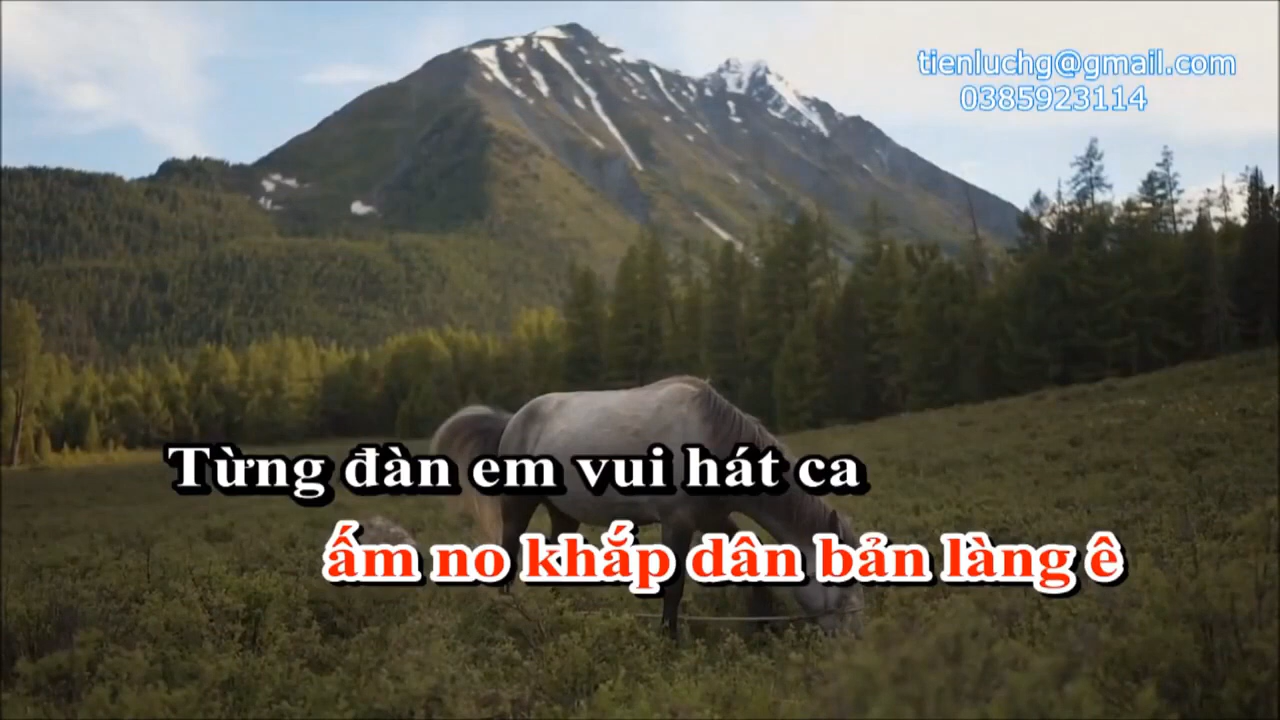 tienluchg@gmail.com
0385923114
Từng đàn em vui hát ca
ấm no khắp dân bản làng ê